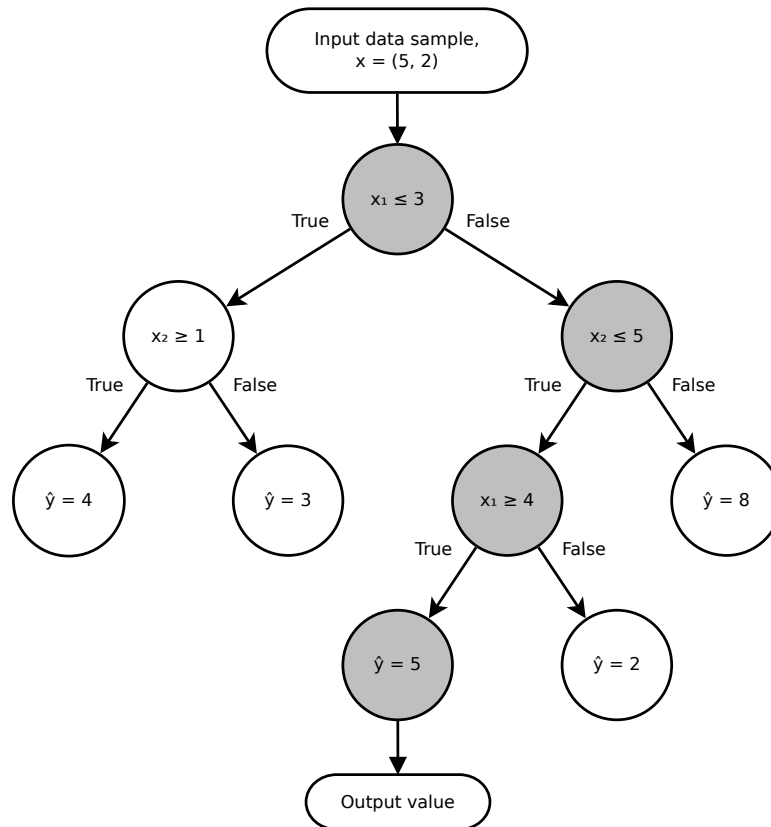 Input data sample,
x = (5, 2)
x₁ ≤ 3
True
False
x₂ ≥ 1
x₂ ≤ 5
True
False
True
False
ŷ = 4
ŷ = 3
x₁ ≥ 4
ŷ = 8
True
False
ŷ = 5
ŷ = 2
Output value